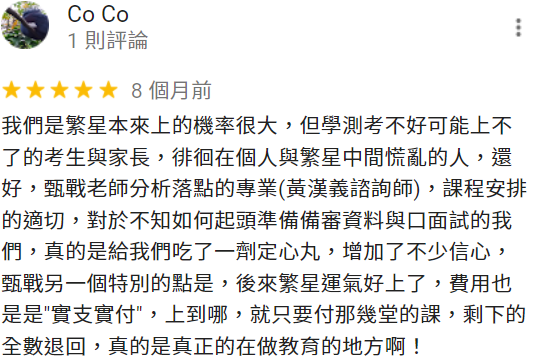 Co Co
1 則評論
8 個月前
我們是繁星本來上的機率很大，但學測考不好可能上不
了的考生與家長，徘徊在個人與繁星中間慌亂的人，還
好，甄戰老師分析落點的專業(黃漢義諮詢師)，課程安排
的適切，對於不知如何起頭準備備審資料與口面試的我
們，真的是給我們吃了一劑定心丸，增加了不少信心，
甄戰另一個特別的點是，後來繁星運氣好上了，費用也
是是"實支實付"，上到哪，就只要付那幾堂的課，剩下的
全數退回，真的是真正的在做教育的地方啊！